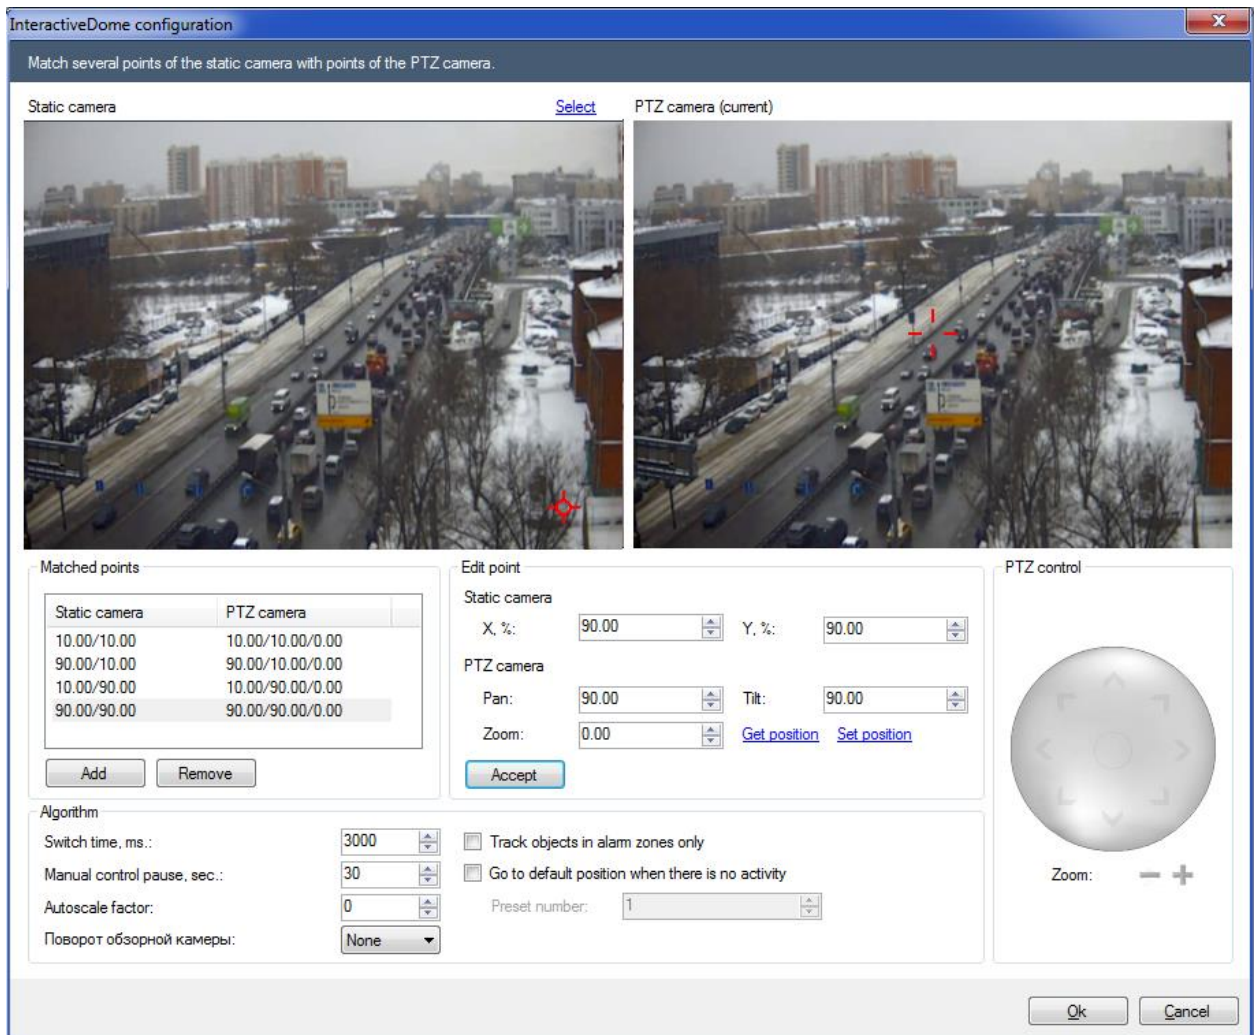 InteractiveDome configuration
Match several points of the static camera with points of the PTZ camera.
Static camera Select PTZ camera (current)
Matched points
Static camera PTZ camera
10.00/10.00 10.00/10.00/0.00
90.00/10.00 90.00/10.00/0.00
10.00/90.00 10.00/90.00/0.00
90.00/90.00 90.00/90.00/0.00
Add Remove
Edit point
Static camera
X, %: 90.00 Y, %: 90.00
PTZ camera
Pan: 90.00 Tilt: 90.00
Zoom: 0.00 Get position Set position
Accept
PTZ control
Zoom:
Algorithm
Switch time, ms.: 3000
Manual control pause, sec.: 30
Autoscale factor: 0
Поворот обзорной камеры: None
Track objects in alarm zones only
Go to default position when there is no activity
Preset number: 1
Ok Cancel